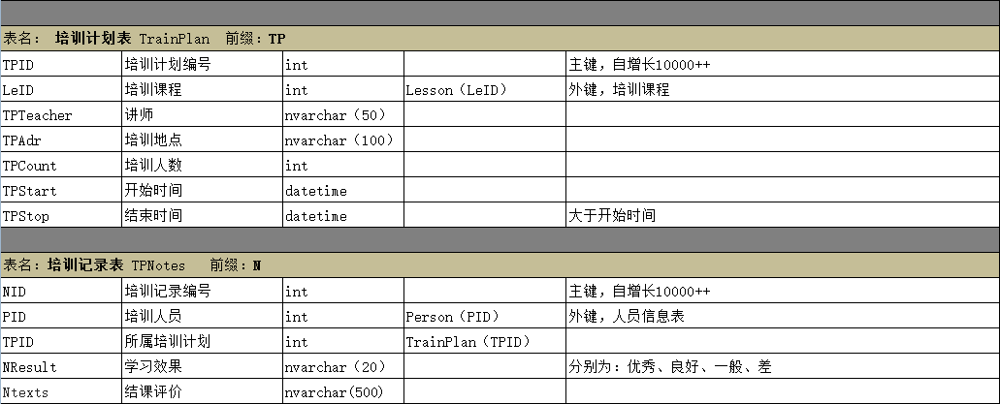 表名： 培训计划表 TrainPlan 前缀：TP
TPID 培训计划编号 int 主键，自增长10000++
LeID 培训课程 int Lesson（LeID） 外键，培训课程
TPTeacher 讲师 nvarchar（50）
TPAdr 培训地点 nvarchar（100）
TPCount 培训人数 int
TPStart 开始时间 datetime
TPStop 结束时间 datetime 大于开始时间
表名：培训记录表 TPNotes 前缀：N
NID 培训记录编号 int 主键，自增长10000++
PID 培训人员 int Person（PID） 外键，人员信息表
TPID 所属培训计划 int TrainPlan（TPID）
NResult 学习效果 nvarchar（20） 分别为：优秀、良好、一般、差
Ntexts 结课评价 nvarchar(500)